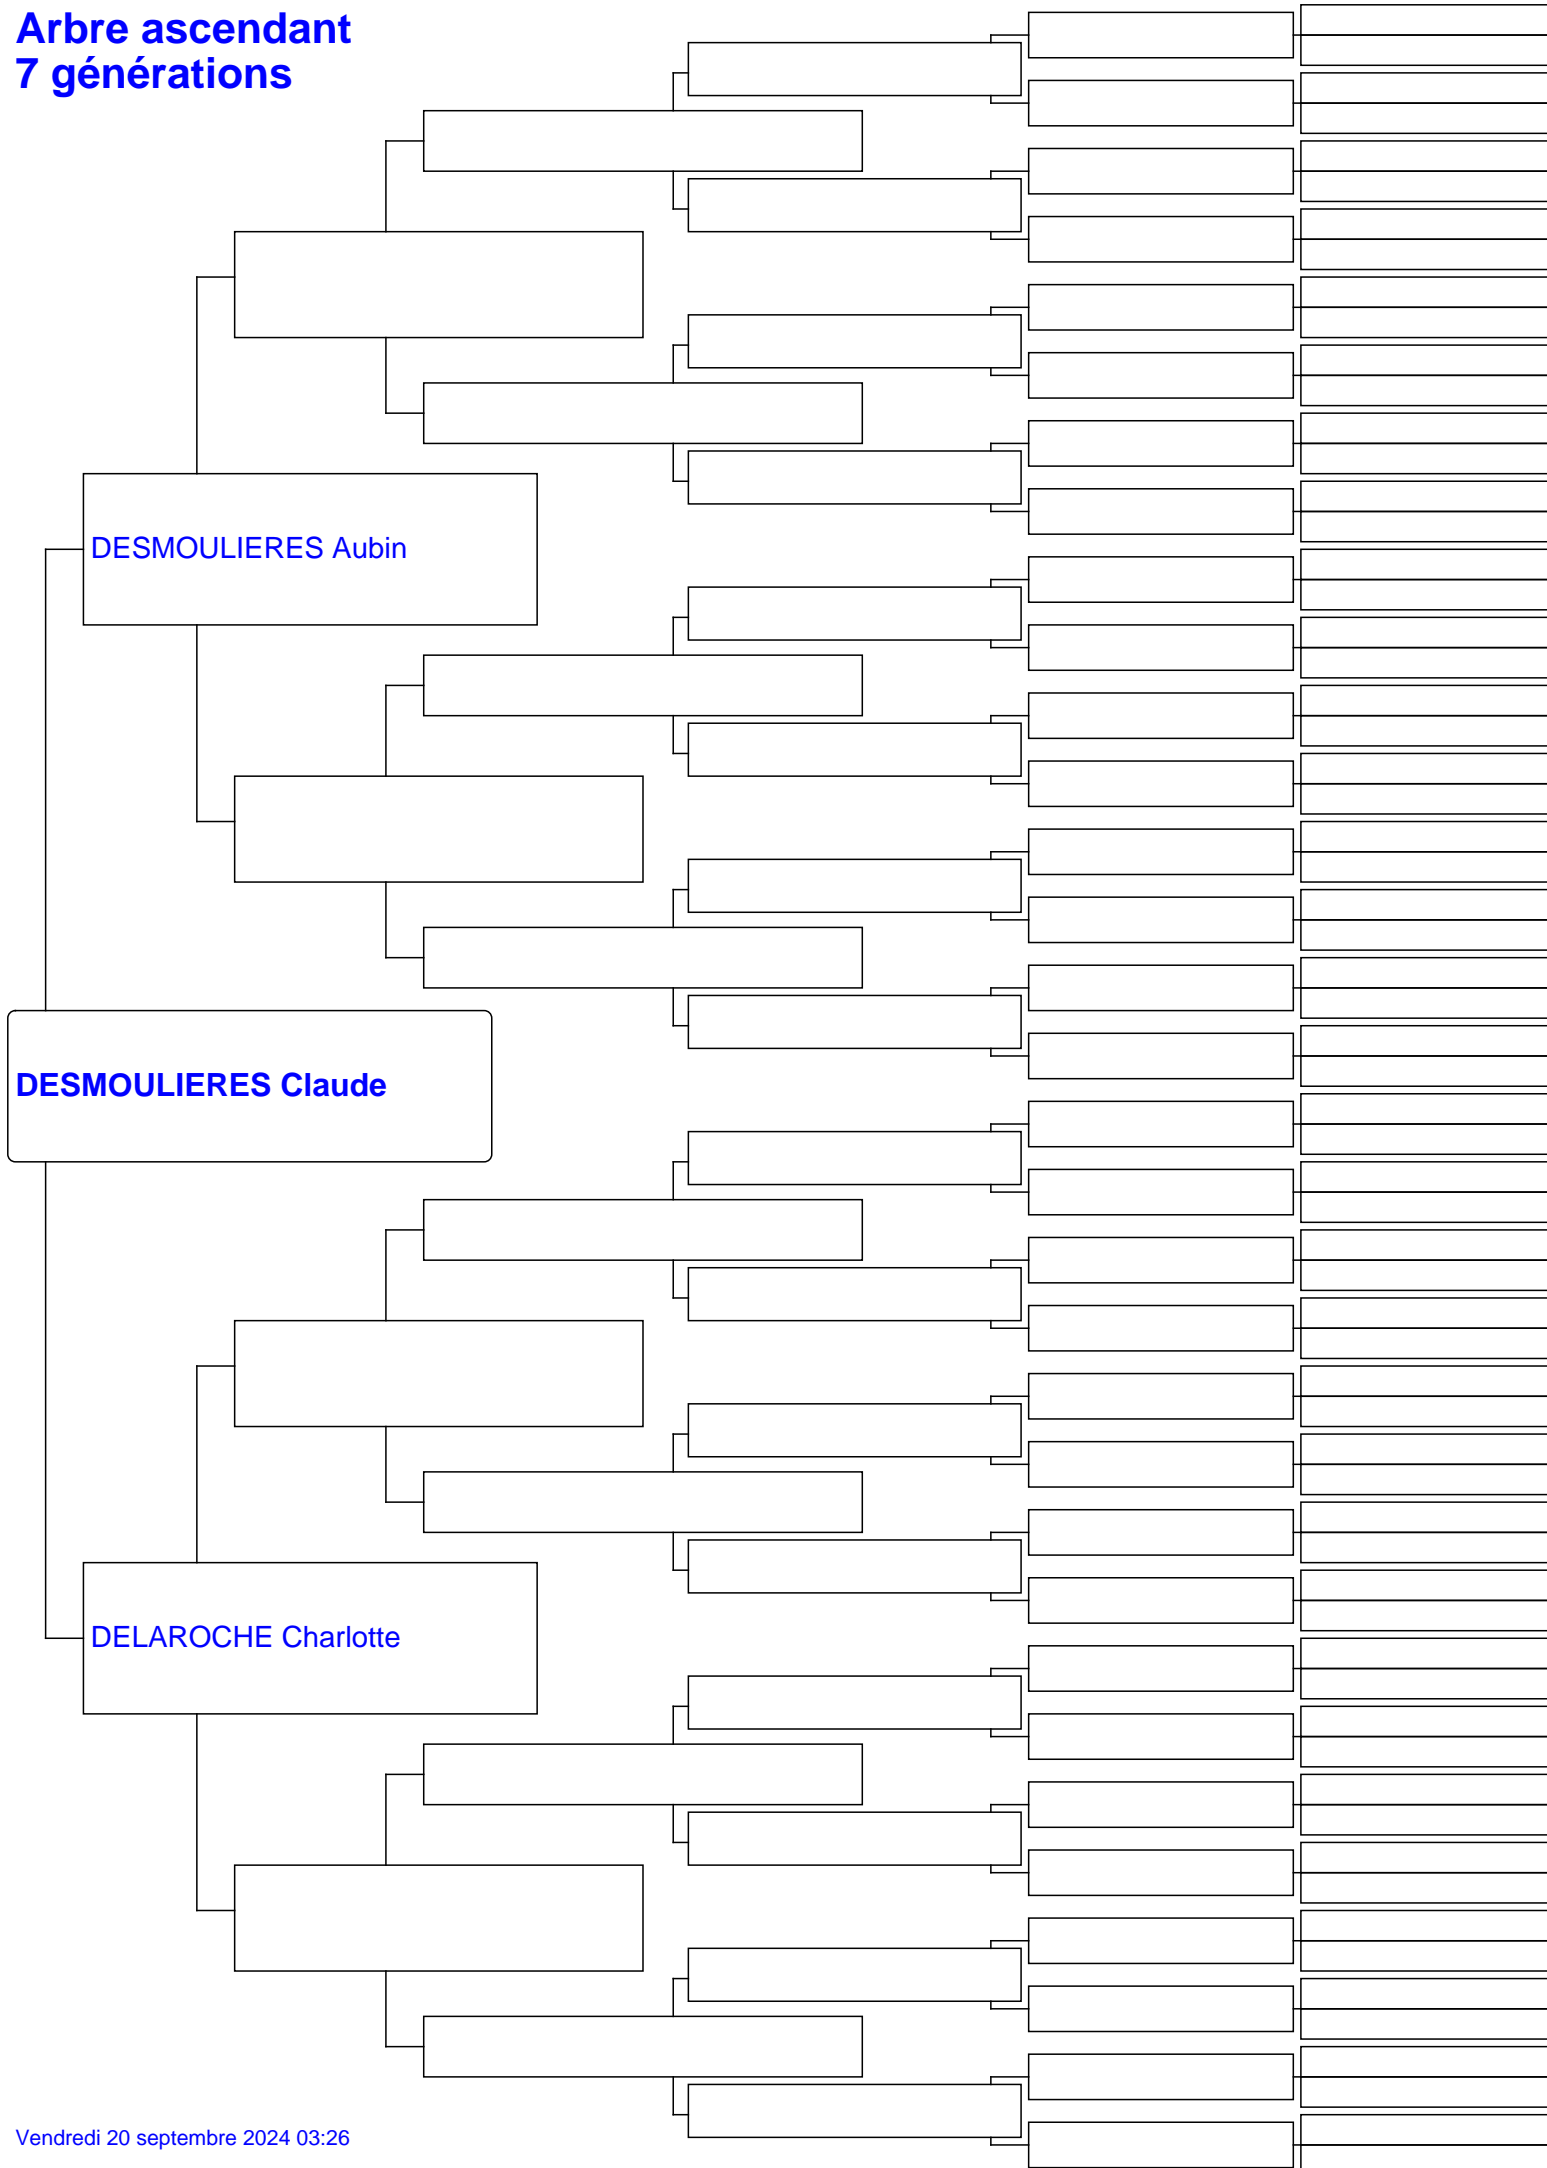 Arbre ascendant
7 générations
DESMOULIERES Aubin
DESMOULIERES Claude
DELAROCHE Charlotte
Vendredi 20 septembre 2024 03:26